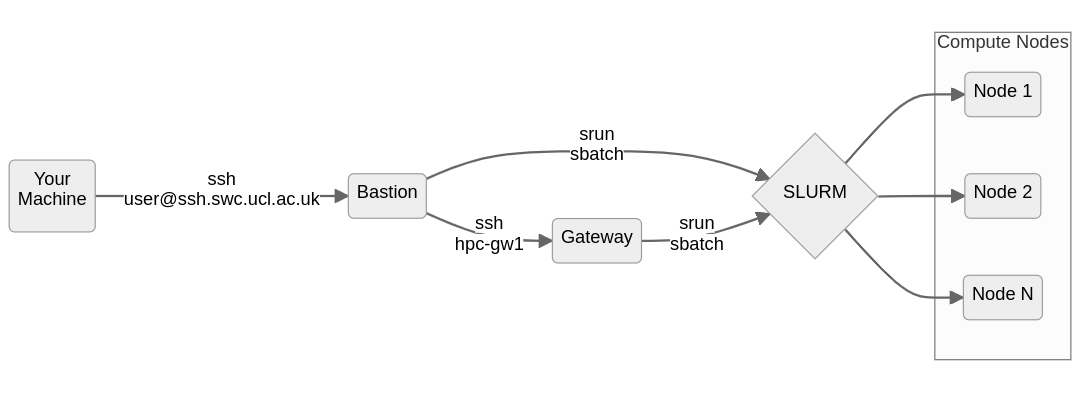 Your
Machine
ssh
user@ssh.swc.ucl.ac.uk
Bastion
srun
sbatch
ssh
hpc-gw1
Gateway
srun
sbatch
SLURM
Compute Nodes
Node 1
Node 2
Node N